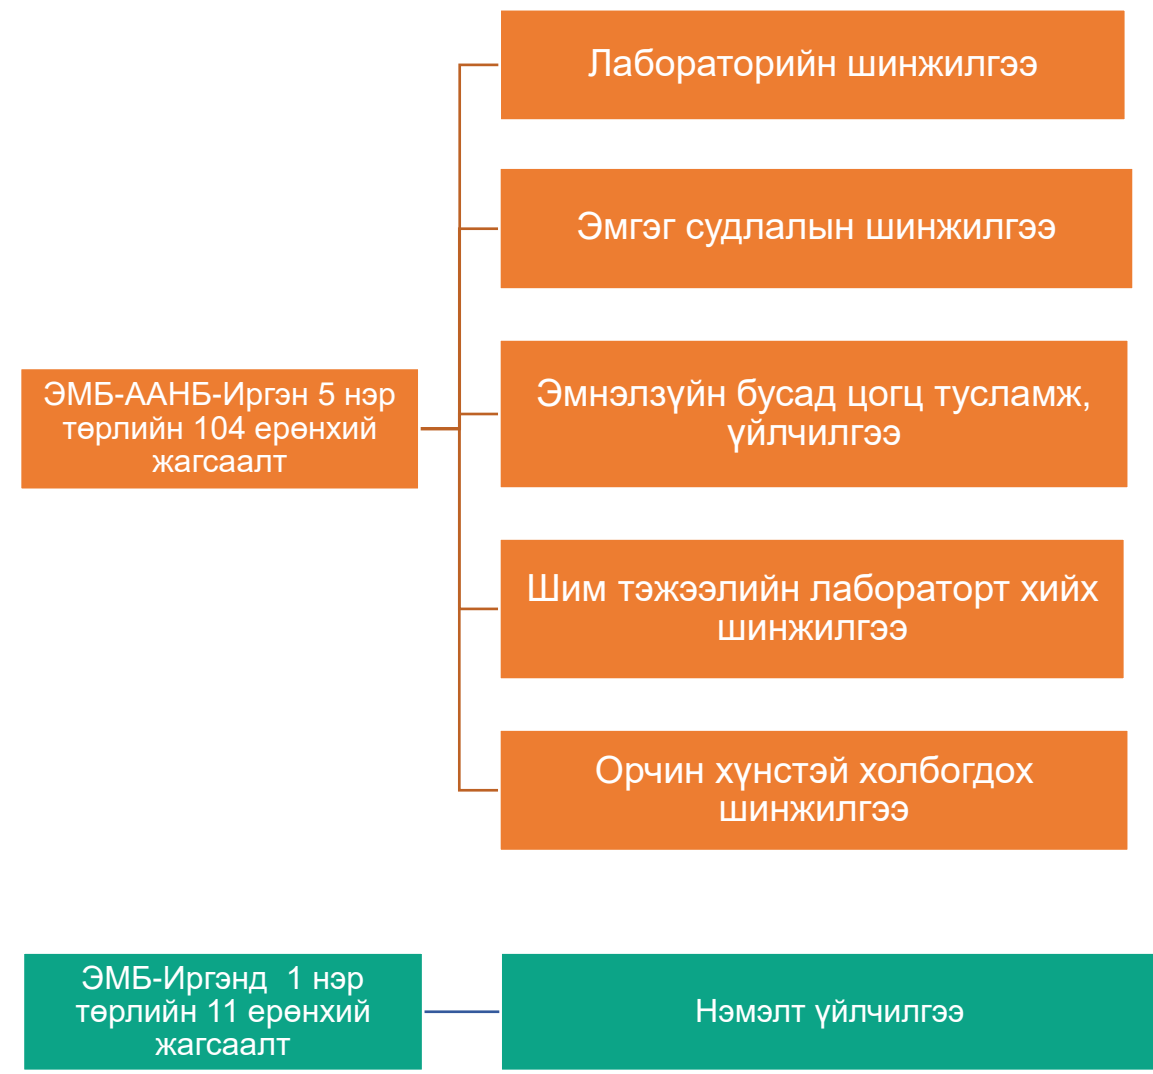 Лабораторийн шинжилгээ
Эмгэг судлалын шинжилгээ
ЭМБ-ААНБ-Иргэн 5 нэр
төрлийн 104 ерөнхий
жагсаалт
Эмнэлзүйн бусад цогц тусламж,
үйлчилгээ
Шим тэжээлийн лабораторт хийх
шинжилгээ
Орчин хүнстэй холбогдох
шинжилгээ
ЭМБ-Иргэнд 1 нэр
төрлийн 11 ерөнхий
жагсаалт
Нэмэлт үйлчилгээ